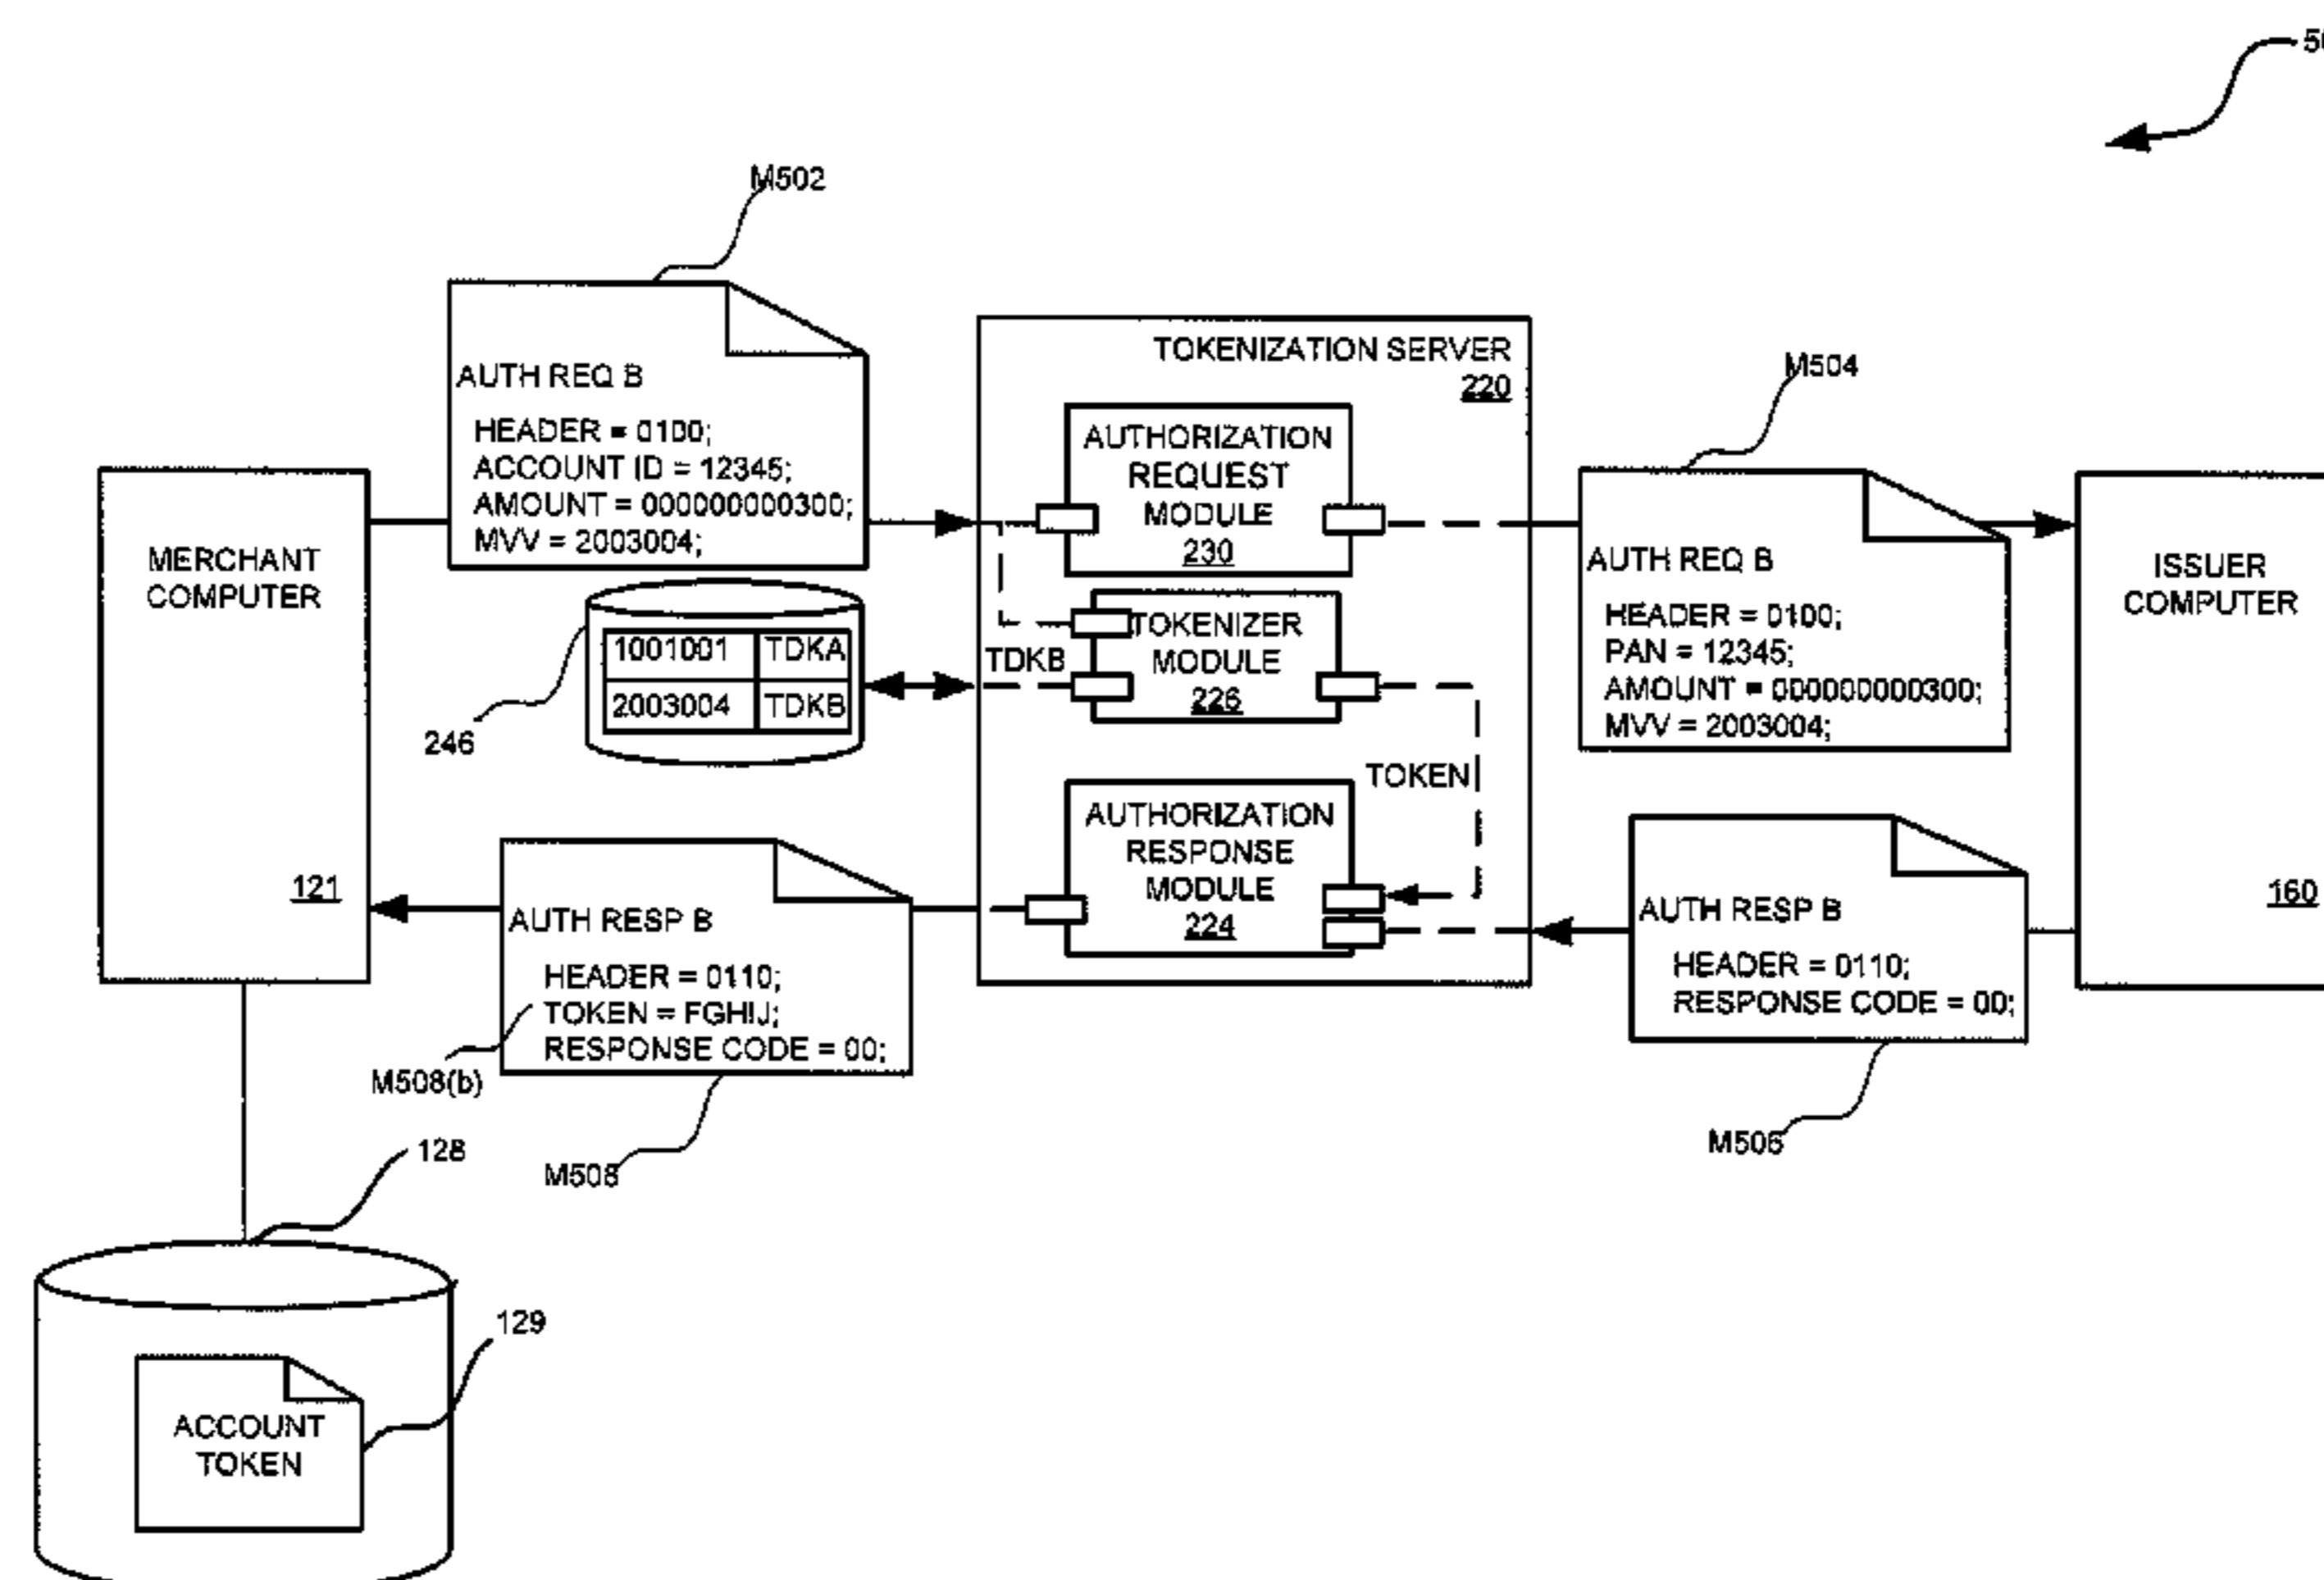 M502
AUTH REQ B
HEADER = 0100;
ACCOUNT ID = 12345;
AMOUNT = 000000000300;
MVV = 2003004;
MERCHANT
COMPUTER
121
1001001 TDKA
2003004 TDKB
246
TOKENIZATION SERVER
220
AUTHORIZATION
REQUEST
MODULE
230
TDKB
TOKENIZER
MODULE
226
TOKEN
AUTHORIZATION
RESPONSE
MODULE
224
M504
AUTH REQ B
HEADER = 0100;
PAN = 12345;
AMOUNT = 000000000300;
MVV = 2003004;
ISSUER
COMPUTER
160
AUTH RESP B
HEADER = 0110;
RESPONSE CODE = 00;
M506
AUTH RESP B
HEADER = 0110;
TOKEN = FGHIJ;
RESPONSE CODE = 00;
M508(b)
M508
128
129
ACCOUNT
TOKEN